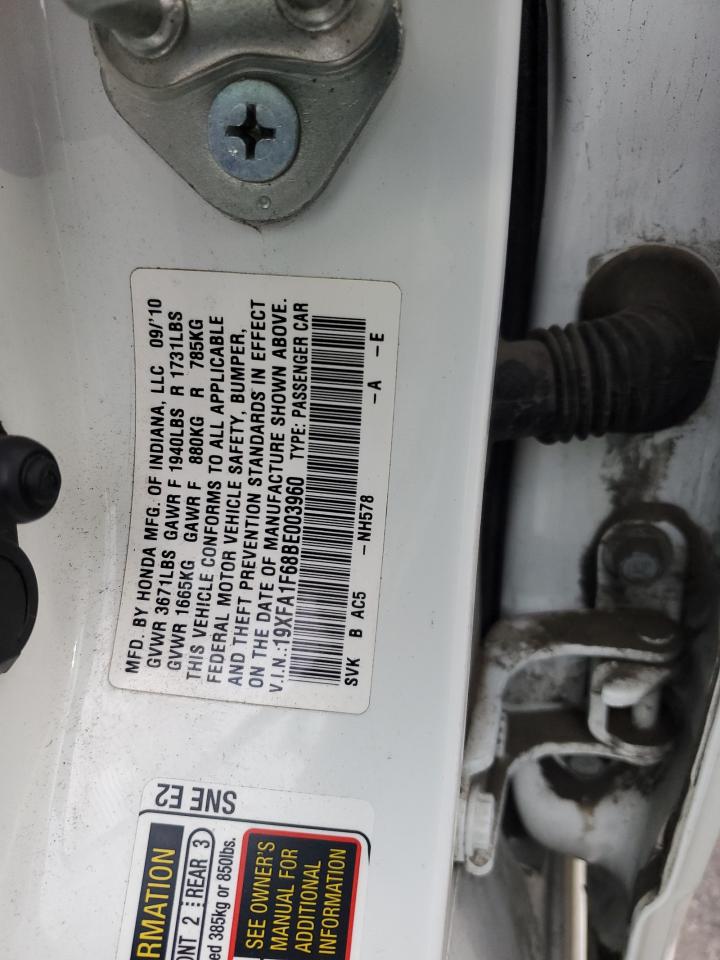 MFD. BY HONDA MFG. OF INDIANA, LLC 09/'10
GVWR 3671LBS GAWR F 1940LBS R 1731LBS
GVWR 1665KG GAWR F 880KG R 785KG
THIS VEHICLE CONFORMS TO ALL APPLICABLE
FEDERAL MOTOR VEHICLE SAFETY, BUMPER,
AND THEFT PREVENTION STANDARDS IN EFFECT
ON THE DATE OF MANUFACTURE SHOWN ABOVE.
V.I.N.:19XFA1F68BE003960 TYPE: PASSENGER CAR
SVK B AC5 -A -E
-NH578
SNE E2
RMATION
ONT 2 REAR 3
ed 385kg or 850lbs.
SEE OWNER'S
MANUAL FOR
ADDITIONAL
INFORMATION